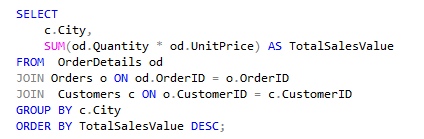 SELECT
    c.City,
    SUM(od.Quantity * od.UnitPrice) AS TotalSalesValue
FROM  OrderDetails od
JOIN Orders o ON od.OrderID = o.OrderID
JOIN  Customers c ON o.CustomerID = c.CustomerID
GROUP BY c.City
ORDER BY TotalSalesValue DESC;